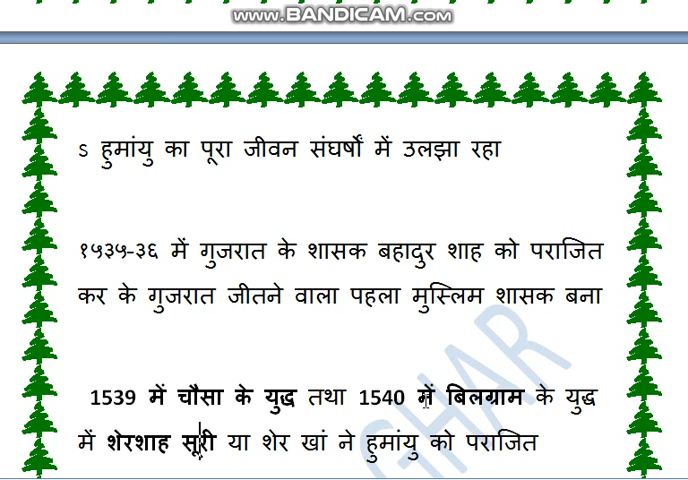 www.BANDICAM.com
S हुमांयु का पूरा जीवन संघर्षों में उलझा रहा
१५३५-३६ में गुजरात के शासक बहादुर शाह को पराजित
कर के गुजरात जीतने वाला पहला मुस्लिम शासक बना
1539 में चौसा के युद्ध तथा 1540 में बिलग्राम के युद्ध
में शेरशाह सूरी या शेर खां ने हुमांयु को पराजित
GHAR